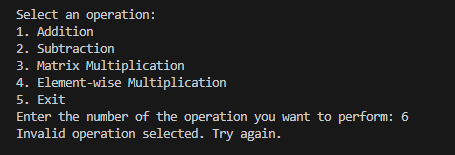 Select an operation:
1. Addition
2. Subtraction
3. Matrix Multiplication
4. Element-wise Multiplication
5. Exit
Enter the number of the operation you want to perform: 6
Invalid operation selected. Try again.